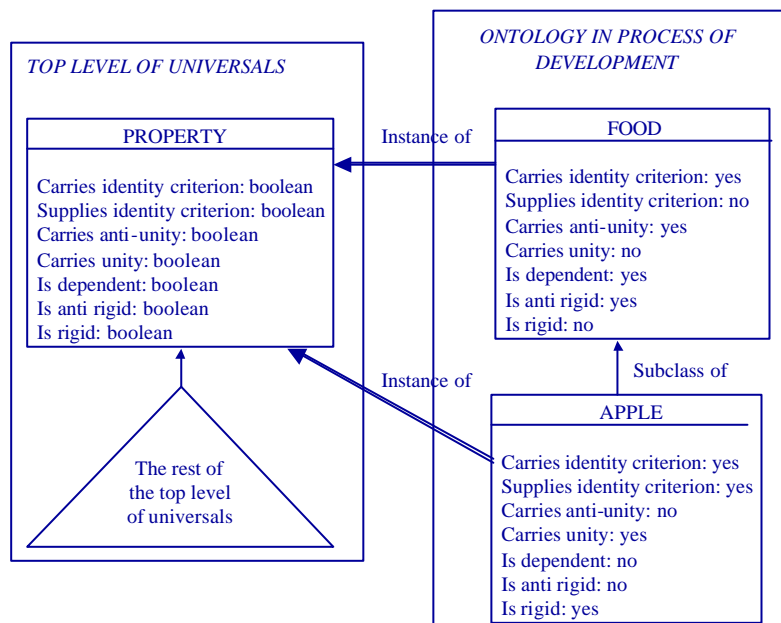 TOP LEVEL OF UNIVERSALS
PROPERTY
Carries identity criterion: boolean
Supplies identity criterion: boolean
Carries anti-unity: boolean
Carries unity: boolean
Is dependent: boolean
Is anti rigid: boolean
Is rigid: boolean
The rest of
the top level
of universals
Instance of
Instance of
ONTOLOGY IN PROCESS OF
DEVELOPMENT
FOOD
Carries identity criterion: yes
Supplies identity criterion: no
Carries anti-unity: yes
Carries unity: no
Is dependent: yes
Is anti rigid: yes
Is rigid: no
Subclass of
APPLE
Carries identity criterion: yes
Supplies identity criterion: yes
Carries anti-unity: no
Carries unity: yes
Is dependent: no
Is anti rigid: no
Is rigid: yes